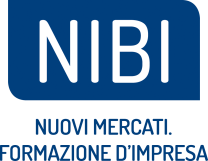 NIBI
NUOVI MERCATI.
FORMAZIONE D'IMPRESA